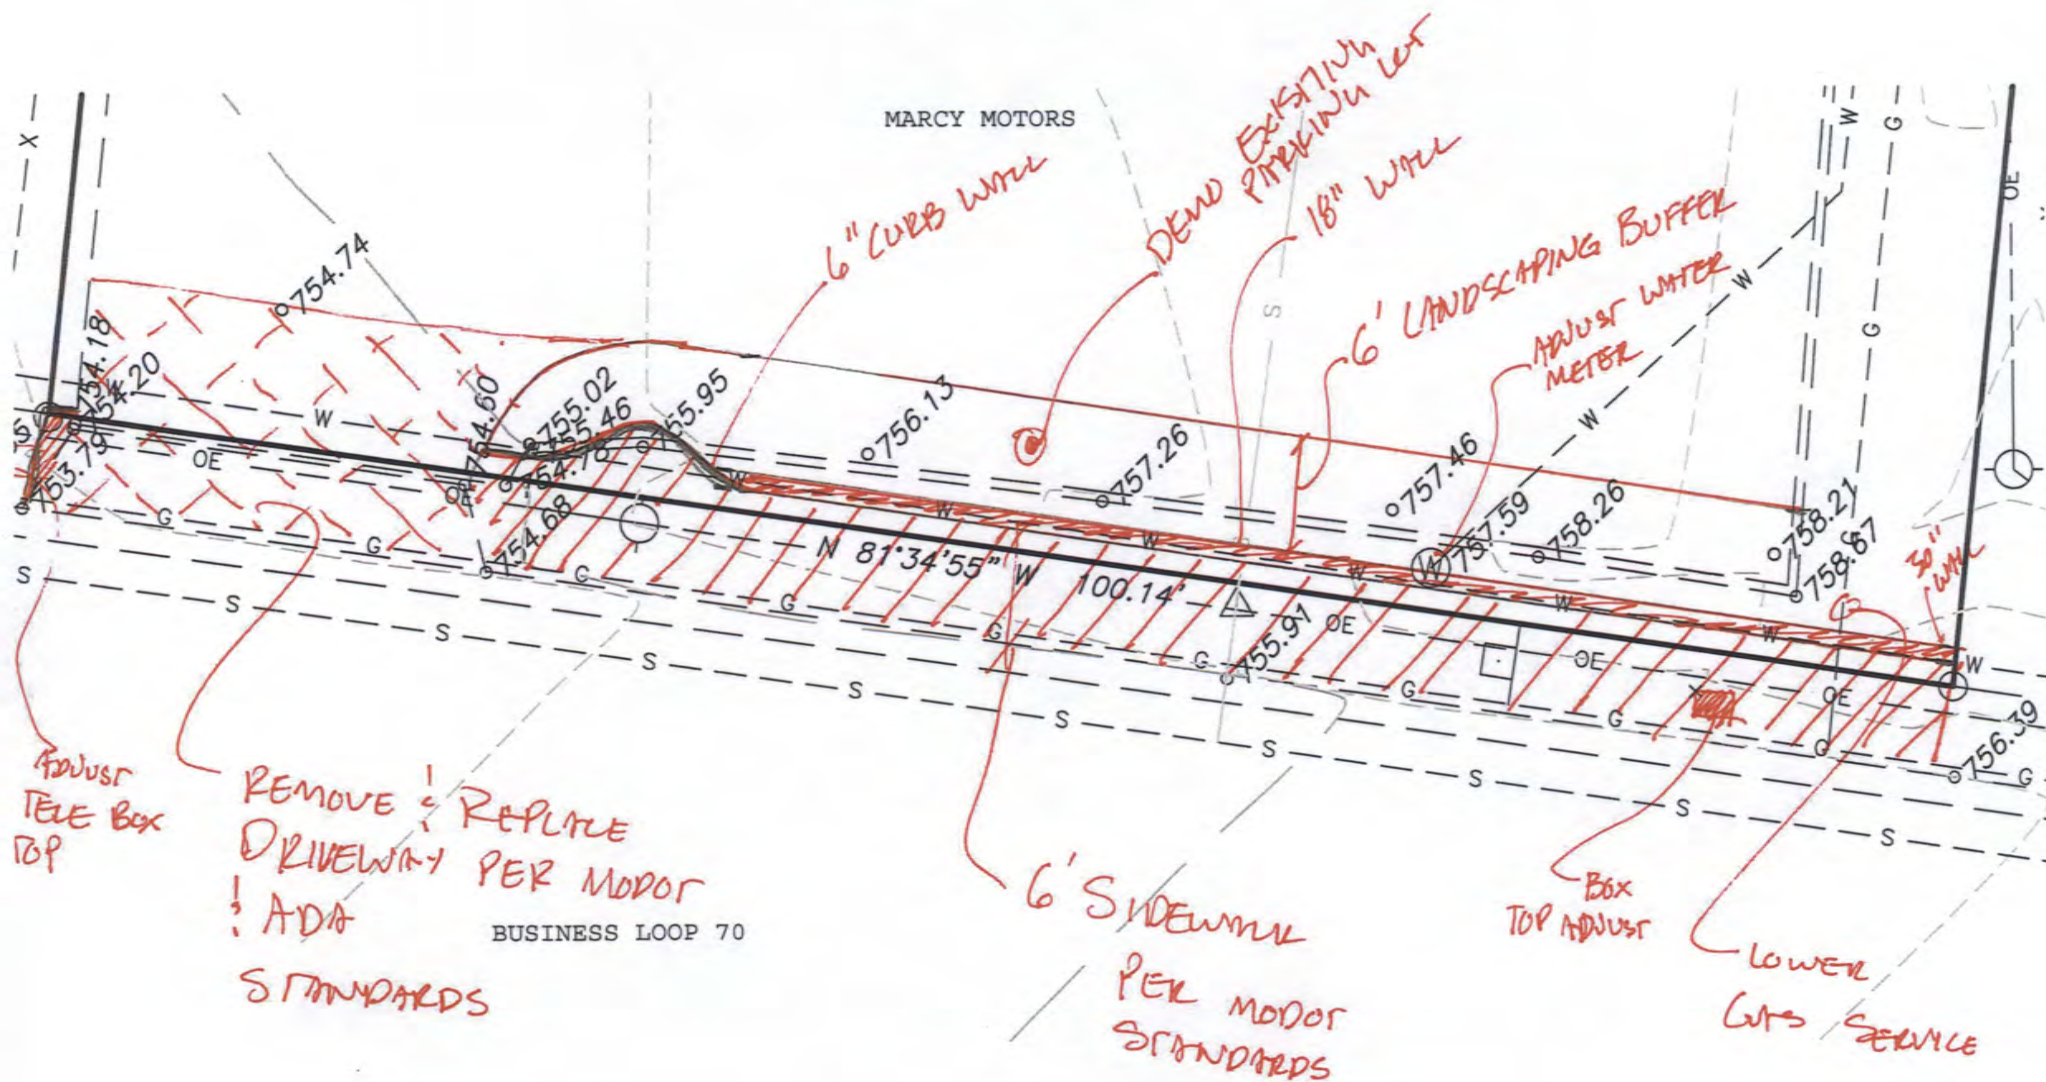 MARCY MOTORS
DEMO EXISITING
PARKING LOT
6" CURB WALL
18" WALL
6' LANDSCAPING BUFFER
ADJUST WATER
METER
X
W
G
OE
754.74
754.18
754.20
753.79
754.60
755.02
755.46
755.95
754.76
754.68
756.13
757.26
757.46
757.59
758.26
758.21
758.67
30"
WALL
N 81°34'55" W 100.14'
755.91
756.39
W
OE
G
S
ADJUST
TELE BOX
TOP
REMOVE & REPLACE
DRIVEWAY PER MODOT
& ADA
STANDARDS
BUSINESS LOOP 70
6' SIDEWALK
PER MODOT
STANDARDS
BOX
TOP ADJUST
LOWER
GAS SERVICE